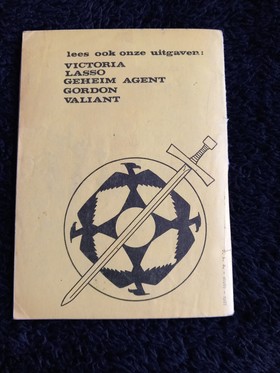 lees ook onze uitgaven:
VICTORIA
LASSO
GEHEIM AGENT
GORDON
VALIANT